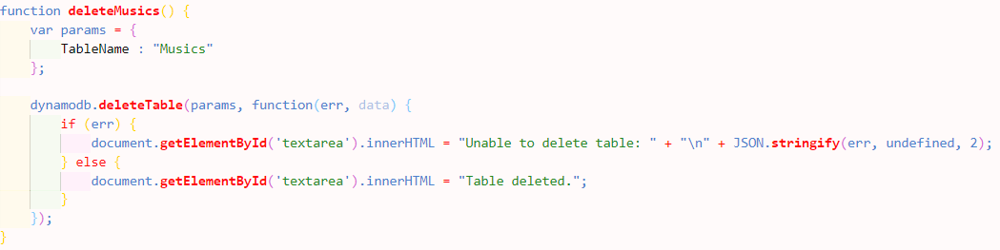 function deleteMusics() {
    var params = {
        TableName : "Musics"
    };
    dynamodb.deleteTable(params, function(err, data) {
        if (err) {
            document.getElementById('textarea').innerHTML = "Unable to delete table: " + "\n" + JSON.stringify(err, undefined, 2);
        } else {
            document.getElementById('textarea').innerHTML = "Table deleted.";
        }
    });
}